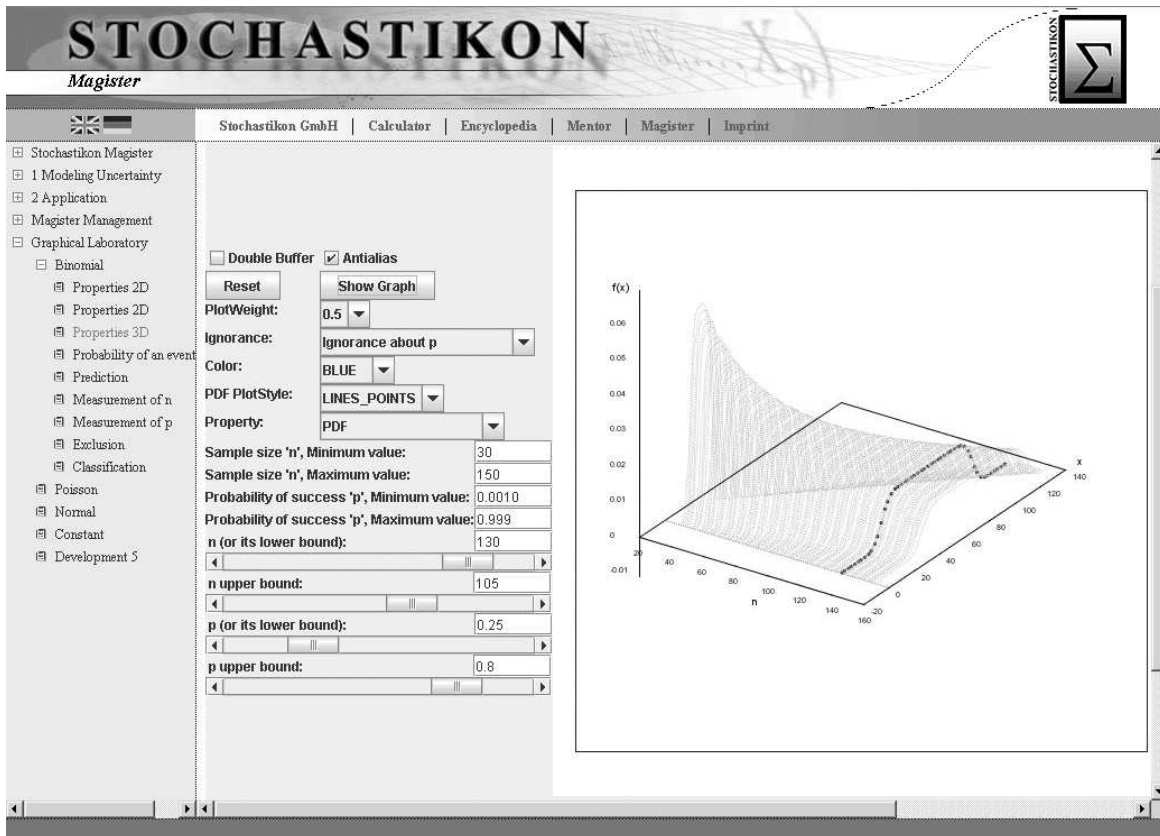 STOCHASTIKON
Magister
STOCHASTIKON
Σ
Stochastikon GmbH | Calculator | Encyclopedia | Mentor | Magister | Imprint
Stochastikon Magister
1 Modeling Uncertainty
2 Application
Magister Management
Graphical Laboratory
Binomial
Properties 2D
Properties 2D
Properties 3D
Probability of an event
Prediction
Measurement of n
Measurement of p
Exclusion
Classification
Poisson
Normal
Constant
Development 5
Double Buffer Antialias
Reset Show Graph
PlotWeight: 0.5
Ignorance: Ignorance about p
Color: BLUE
PDF PlotStyle: LINES_POINTS
Property: PDF
Sample size 'n', Minimum value: 30
Sample size 'n', Maximum value: 150
Probability of success 'p', Minimum value: 0.0010
Probability of success 'p', Maximum value: 0.999
n (or its lower bound): 130
n upper bound: 105
p (or its lower bound): 0.25
p upper bound: 0.8
f(x)
0.06
0.05
0.04
0.03
0.02
0.01
0
-0.01
20
40
60
80
100
120
140
160
n
-20
0
20
40
60
80
100
120
140
x